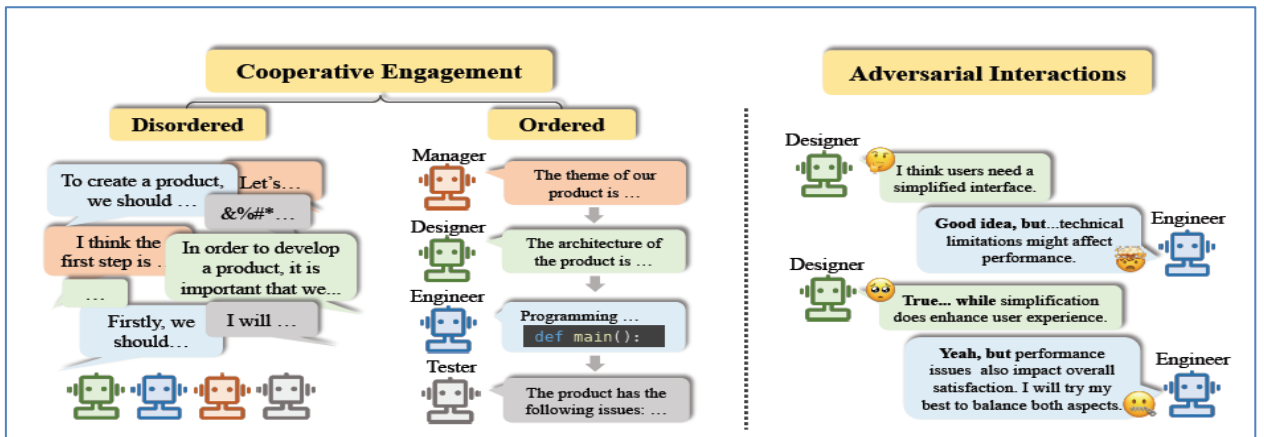 Cooperative Engagement
Disordered
Ordered
To create a product,
we should …
Let's…
&%#*…
I think the
first step is …
In order to develop
a product, it is
important that we...
…
Firstly, we
should…
I will …
Manager
The theme of our
product is …
Designer
The architecture of
the product is …
Engineer
Programming …
def main():
Tester
The product has the
following issues: …
Adversarial Interactions
Designer
I think users need a
simplified interface.
Engineer
Good idea, but...technical
limitations might affect
performance.
Designer
True... while simplification
does enhance user experience.
Engineer
Yeah, but performance
issues also impact overall
satisfaction. I will try my
best to balance both aspects.